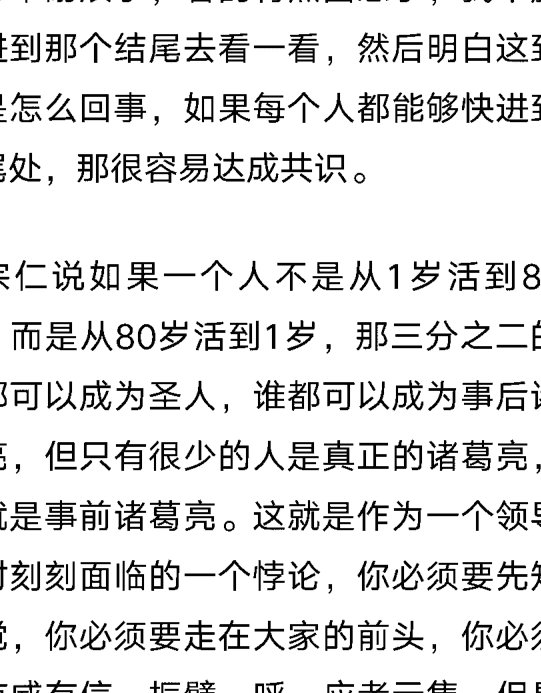 到那个结尾去看一看，然后明白这
怎么回事，如果每个人都能够快进
处，那很容易达成共识。
宗仁说如果一个人不是从1岁活到8
而是从80岁活到1岁，那三分之二的
都可以成为圣人，谁都可以成为事后诸
亮，但只有很少的人是真正的诸葛亮，
就是事前诸葛亮。这就是作为一个领导
时刻刻面临的一个悖论，你必须要先知
觉，你必须要走在大家的前头，你必须